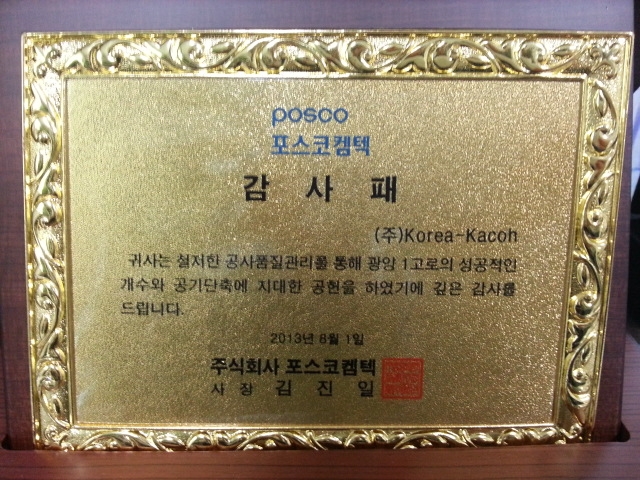 posco
포스코켐텍
감 사 패
(주)Korea-Kacoh
귀사는 철저한 공사품질관리를 통해 광양 1고로의 성공적인
개수와 공기단축에 지대한 공헌을 하였기에 깊은 감사를
드립니다.
2013년 8월 1일
주식회사 포스코켐텍
사 장 김 진 일